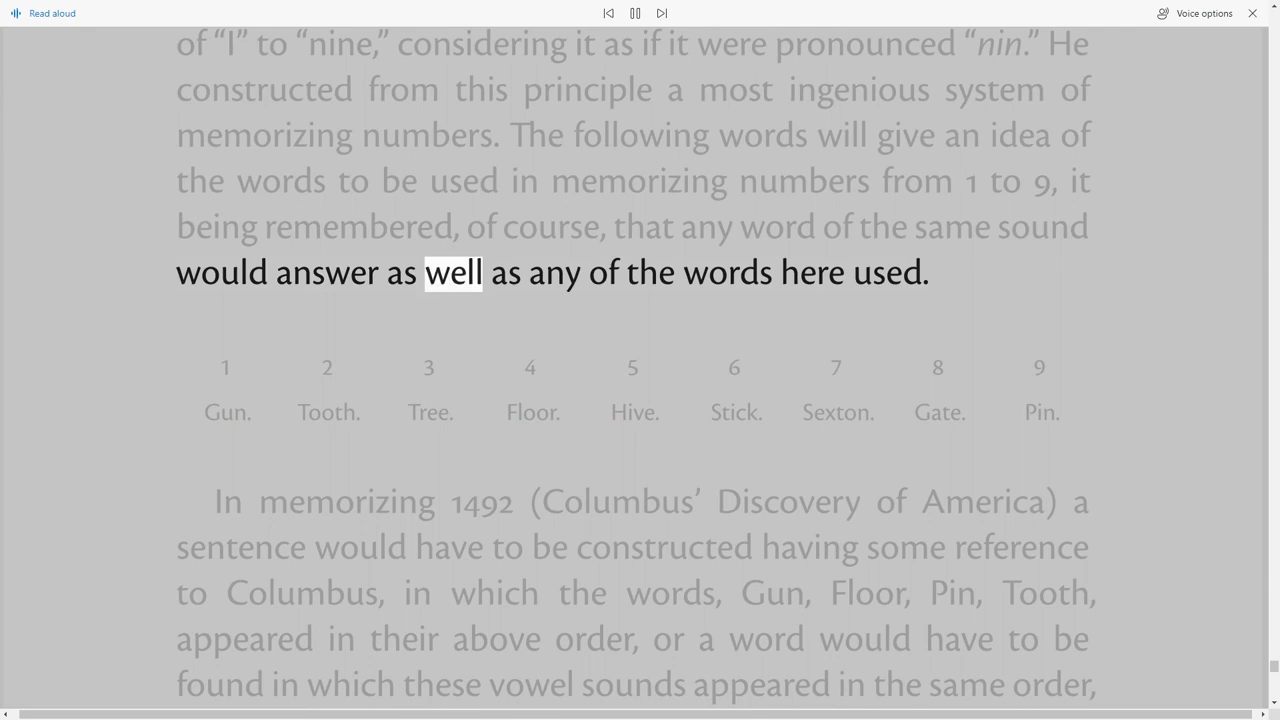 Read aloud
Voice options
of “I” to “nine,” considering it as if it were pronounced “nin.” He
constructed from this principle a most ingenious system of
memorizing numbers. The following words will give an idea of
the words to be used in memorizing numbers from 1 to 9, it
being remembered, of course, that any word of the same sound
would answer as well as any of the words here used.
1 2 3 4 5 6 7 8 9
Gun. Tooth. Tree. Floor. Hive. Stick. Sexton. Gate. Pin.
In memorizing 1492 (Columbus’ Discovery of America) a
sentence would have to be constructed having some reference
to Columbus, in which the words, Gun, Floor, Pin, Tooth,
appeared in their above order, or a word would have to be
found in which these vowel sounds appeared in the same order,